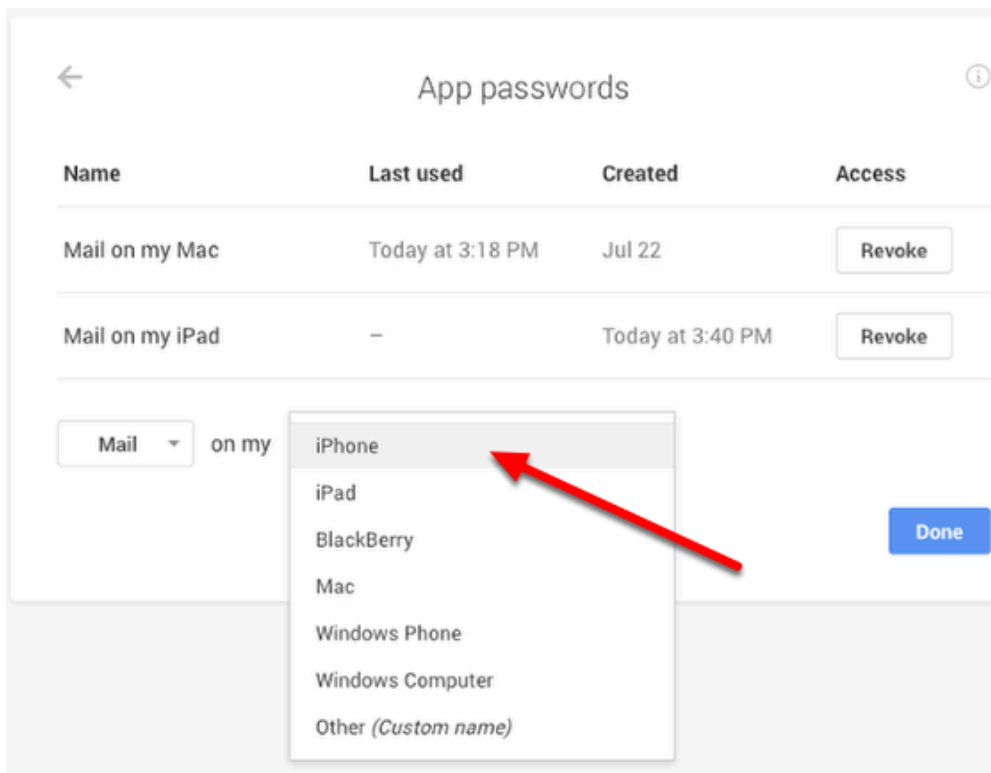 App passwords
Name Last used Created Access
Mail on my Mac Today at 3:18 PM Jul 22 Revoke
Mail on my iPad – Today at 3:40 PM Revoke
Mail on my
iPhone
iPad
BlackBerry
Done
Mac
Windows Phone
Windows Computer
Other (Custom name)